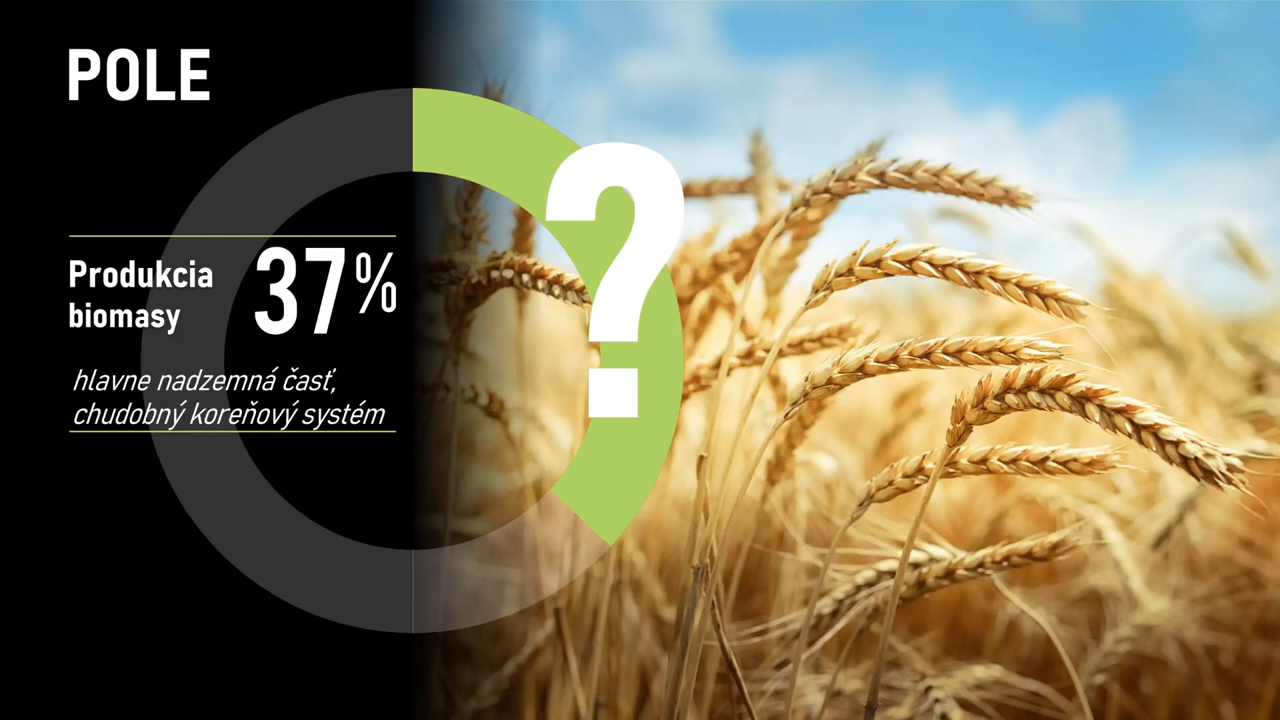 POLE
Produkcia
biomasy
37%
hlavne nadzemná časť,
chudobný koreňový systém
?